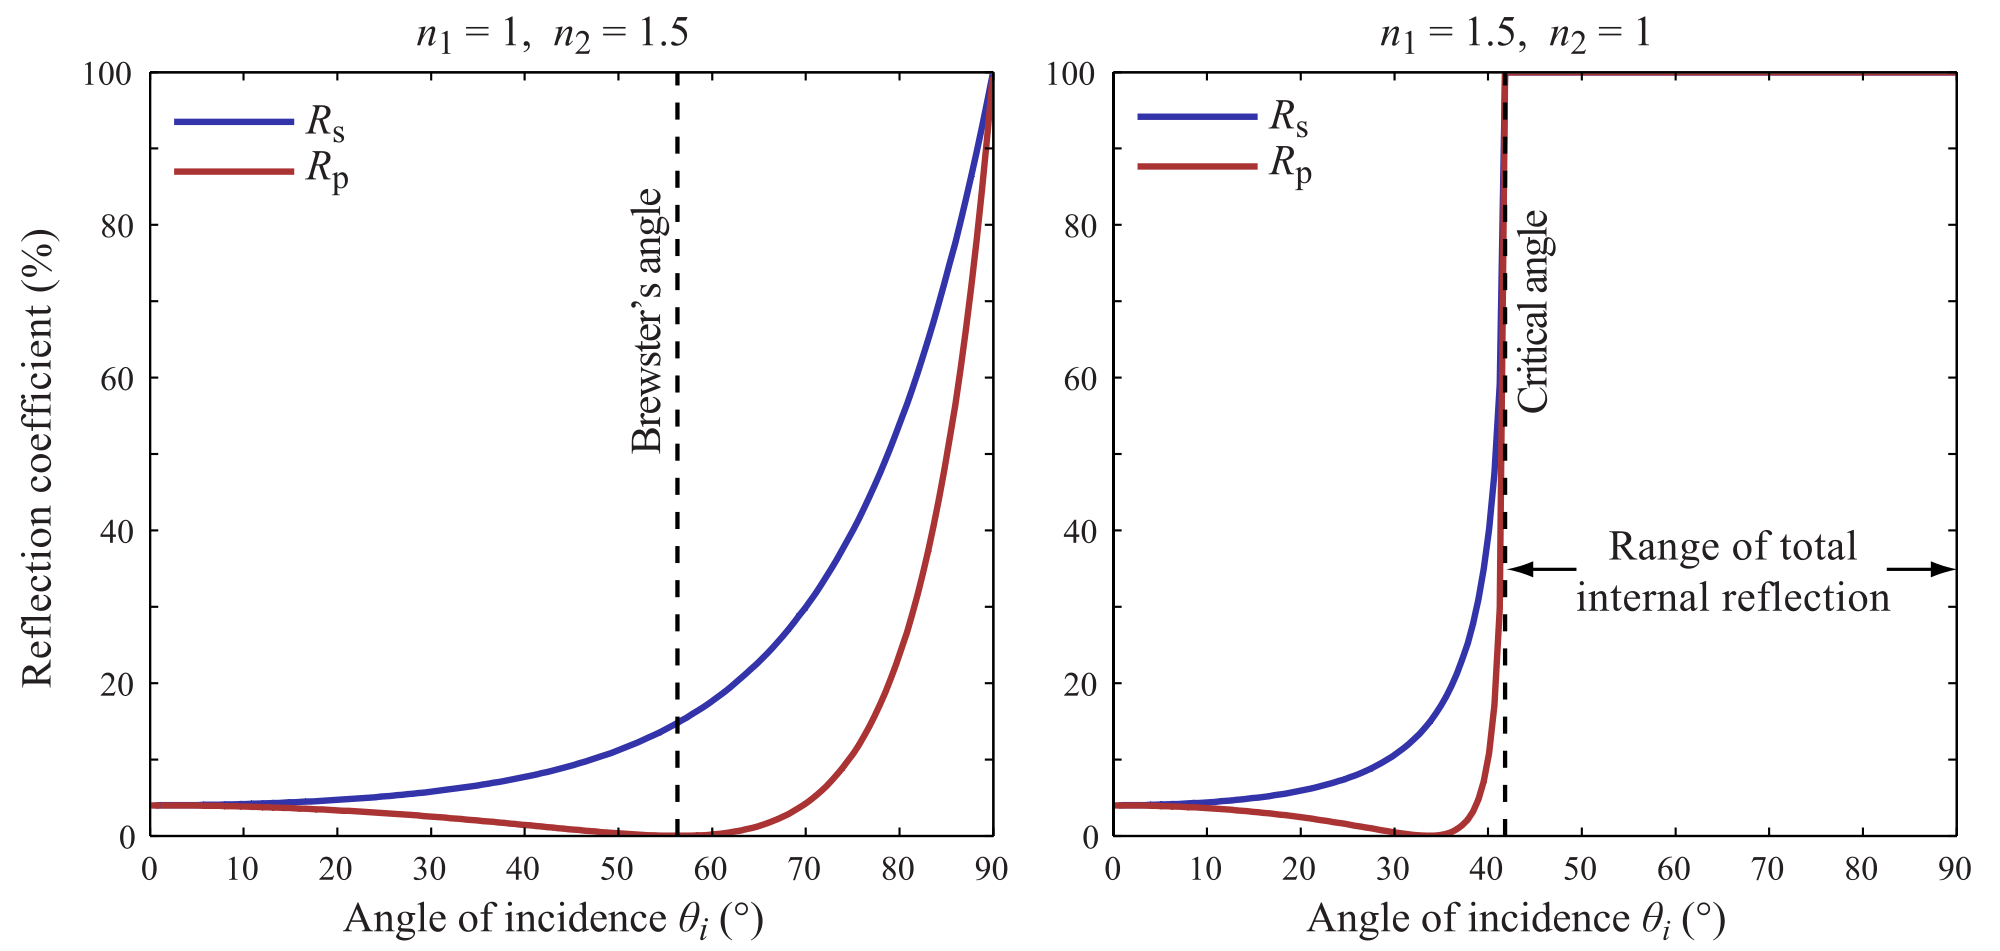 n1 = 1, n2 = 1.5
100
80
60
40
20
0
Rs
Rp
Brewster's angle
Reflection coefficient (%)
0 10 20 30 40 50 60 70 80 90
Angle of incidence θi (°)
n1 = 1.5, n2 = 1
100
80
60
40
20
0
Rs
Rp
Critical angle
Range of total
internal reflection
0 10 20 30 40 50 60 70 80 90
Angle of incidence θi (°)